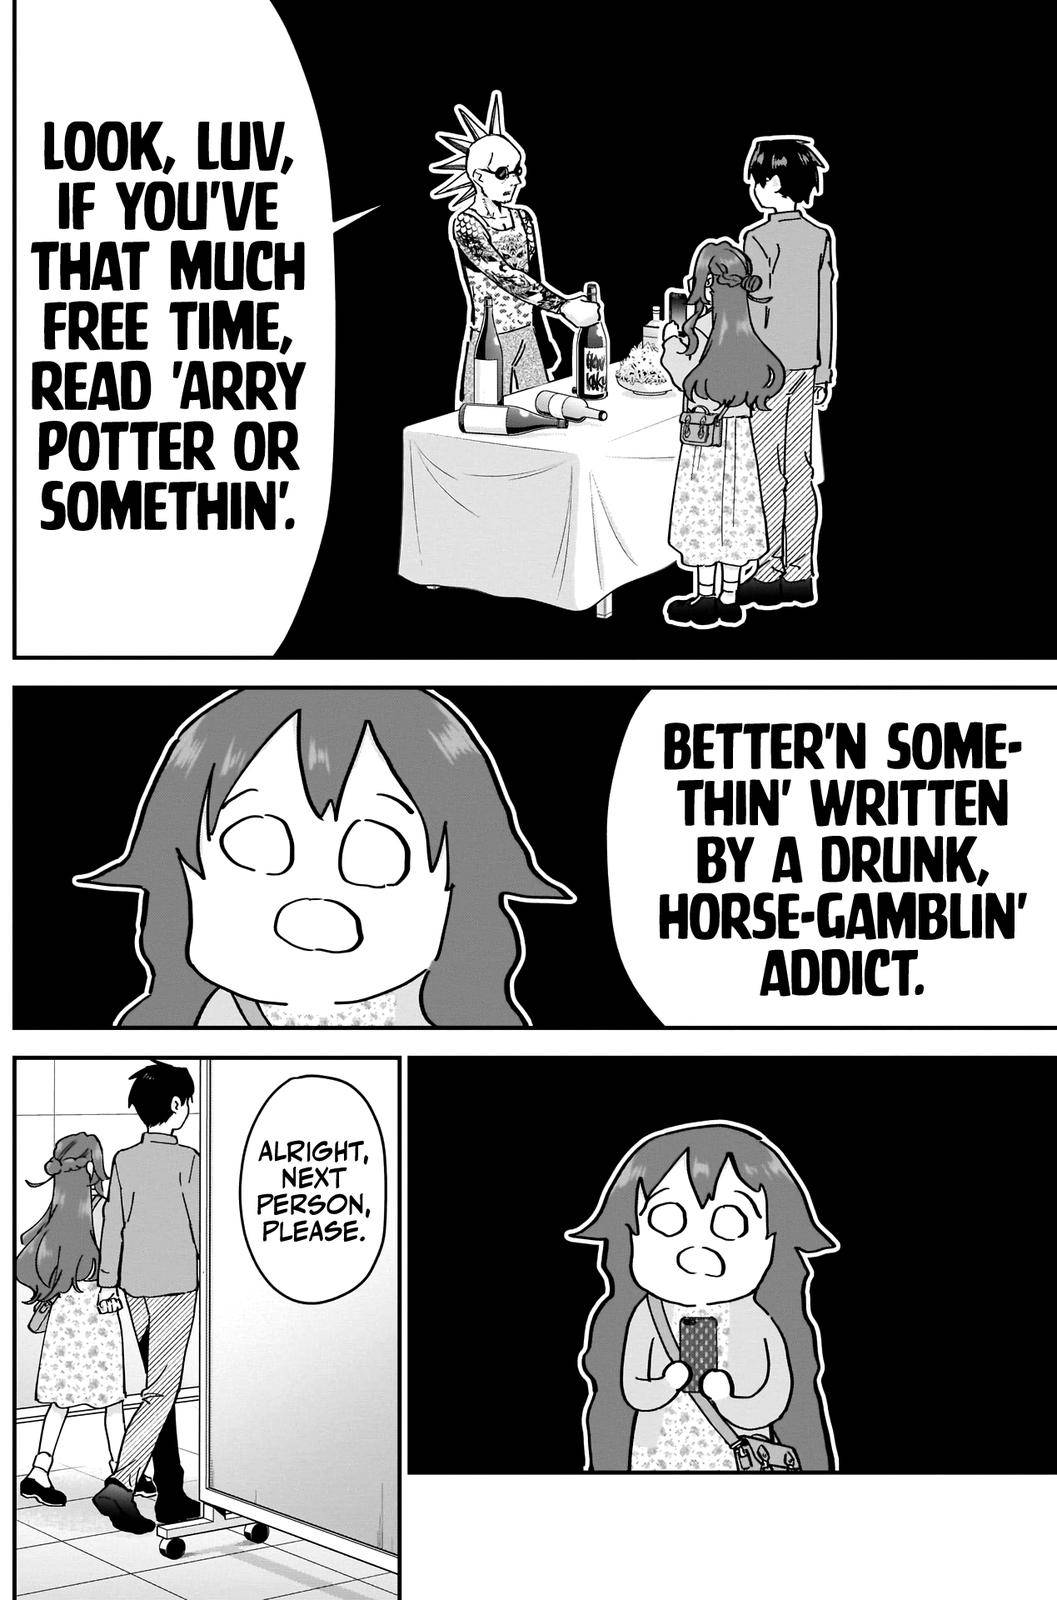 LOOK, LUV,
IF YOU'VE
THAT MUCH
FREE TIME,
READ 'ARRY
POTTER OR
SOMETHIN'.
BETTER'N SOME-
THIN' WRITTEN
BY A DRUNK,
HORSE-GAMBLIN'
ADDICT.
ALRIGHT,
NEXT
PERSON,
PLEASE.